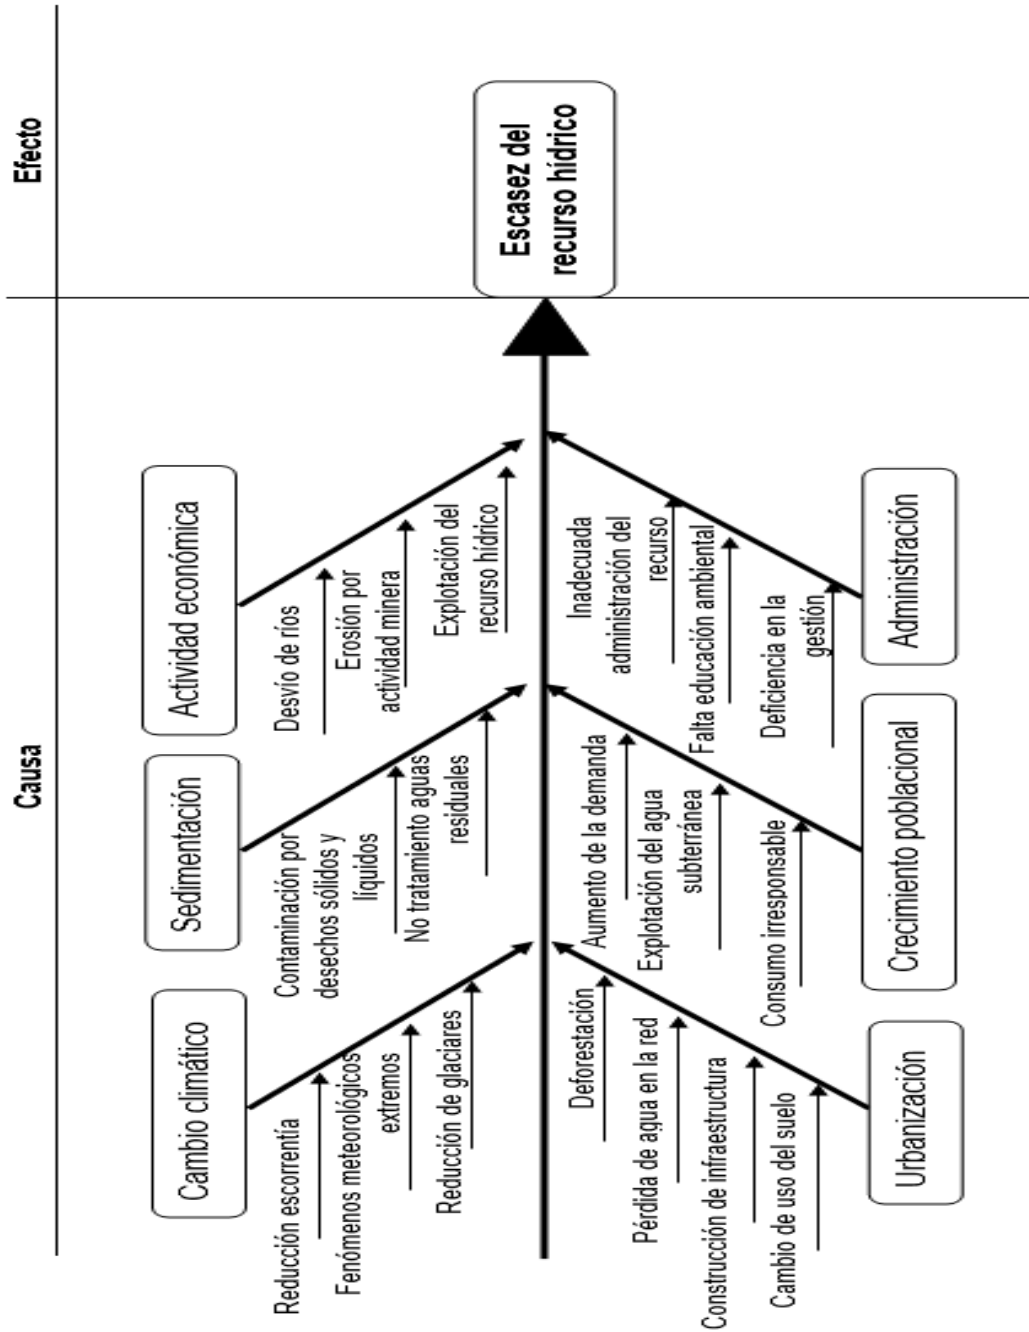 Causa
Efecto
Cambio climático
Sedimentación
Actividad económica
Reducción escorrentía
Fenómenos meteorológicos
extremos
Reducción de glaciares
Contaminación por
desechos sólidos y
líquidos
No tratamiento aguas
residuales
Desvío de ríos
Erosión por
actividad minera
Explotación del
recurso hídrico
Escasez del
recurso hídrico
Deforestación
Pérdida de agua en la red
Construcción de infraestructura
Cambio de uso del suelo
Aumento de la demanda
Explotación del agua
subterránea
Consumo irresponsable
Inadecuada
administración del
recurso
Falta educación ambiental
Deficiencia en la
gestión
Urbanización
Crecimiento poblacional
Administración